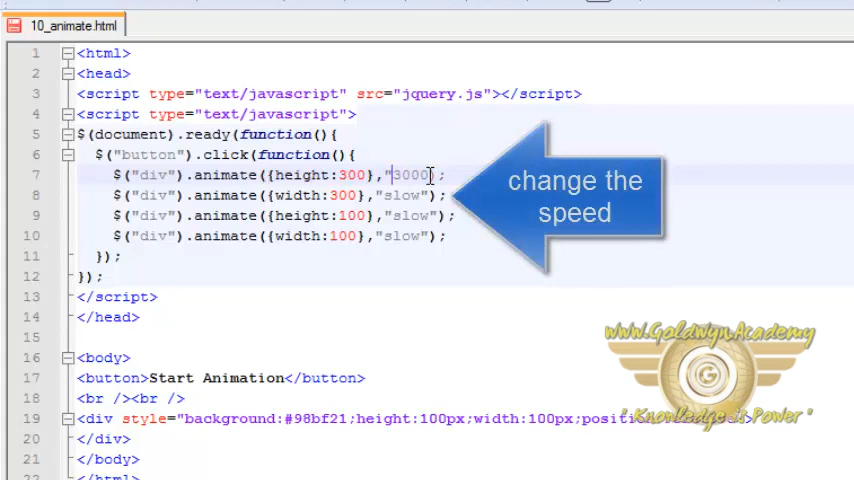 10_animate.html
1 <html>
2 <head>
3 <script type="text/javascript" src="jquery.js"></script>
4 <script type="text/javascript">
5 $(document).ready(function(){
6 $("button").click(function(){
7 $("div").animate({height:300},"3000);
8 $("div").animate({width:300},"slow");
9 $("div").animate({height:100},"slow");
10 $("div").animate({width:100},"slow");
11 });
12 });
13 </script>
14 </head>
15
16 <body>
17 <button>Start Animation</button>
18 <br /><br />
19 <div style="background:#98bf21;height:100px;width:100px;
20 </div>
21 </body>
22 </html>
change the
speed
www.GoldwynAcademy
G
"Knowledge is Power"